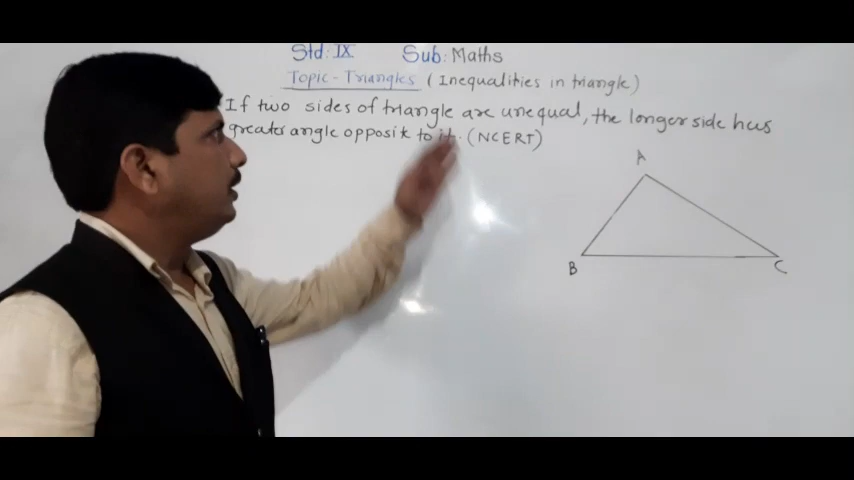 Std: IX Sub: Maths
Topic - Triangles (Inequalities in triangle)
If two sides of triangle are unequal, the longer side has
greater angle opposite to it. (NCERT)
A
B C